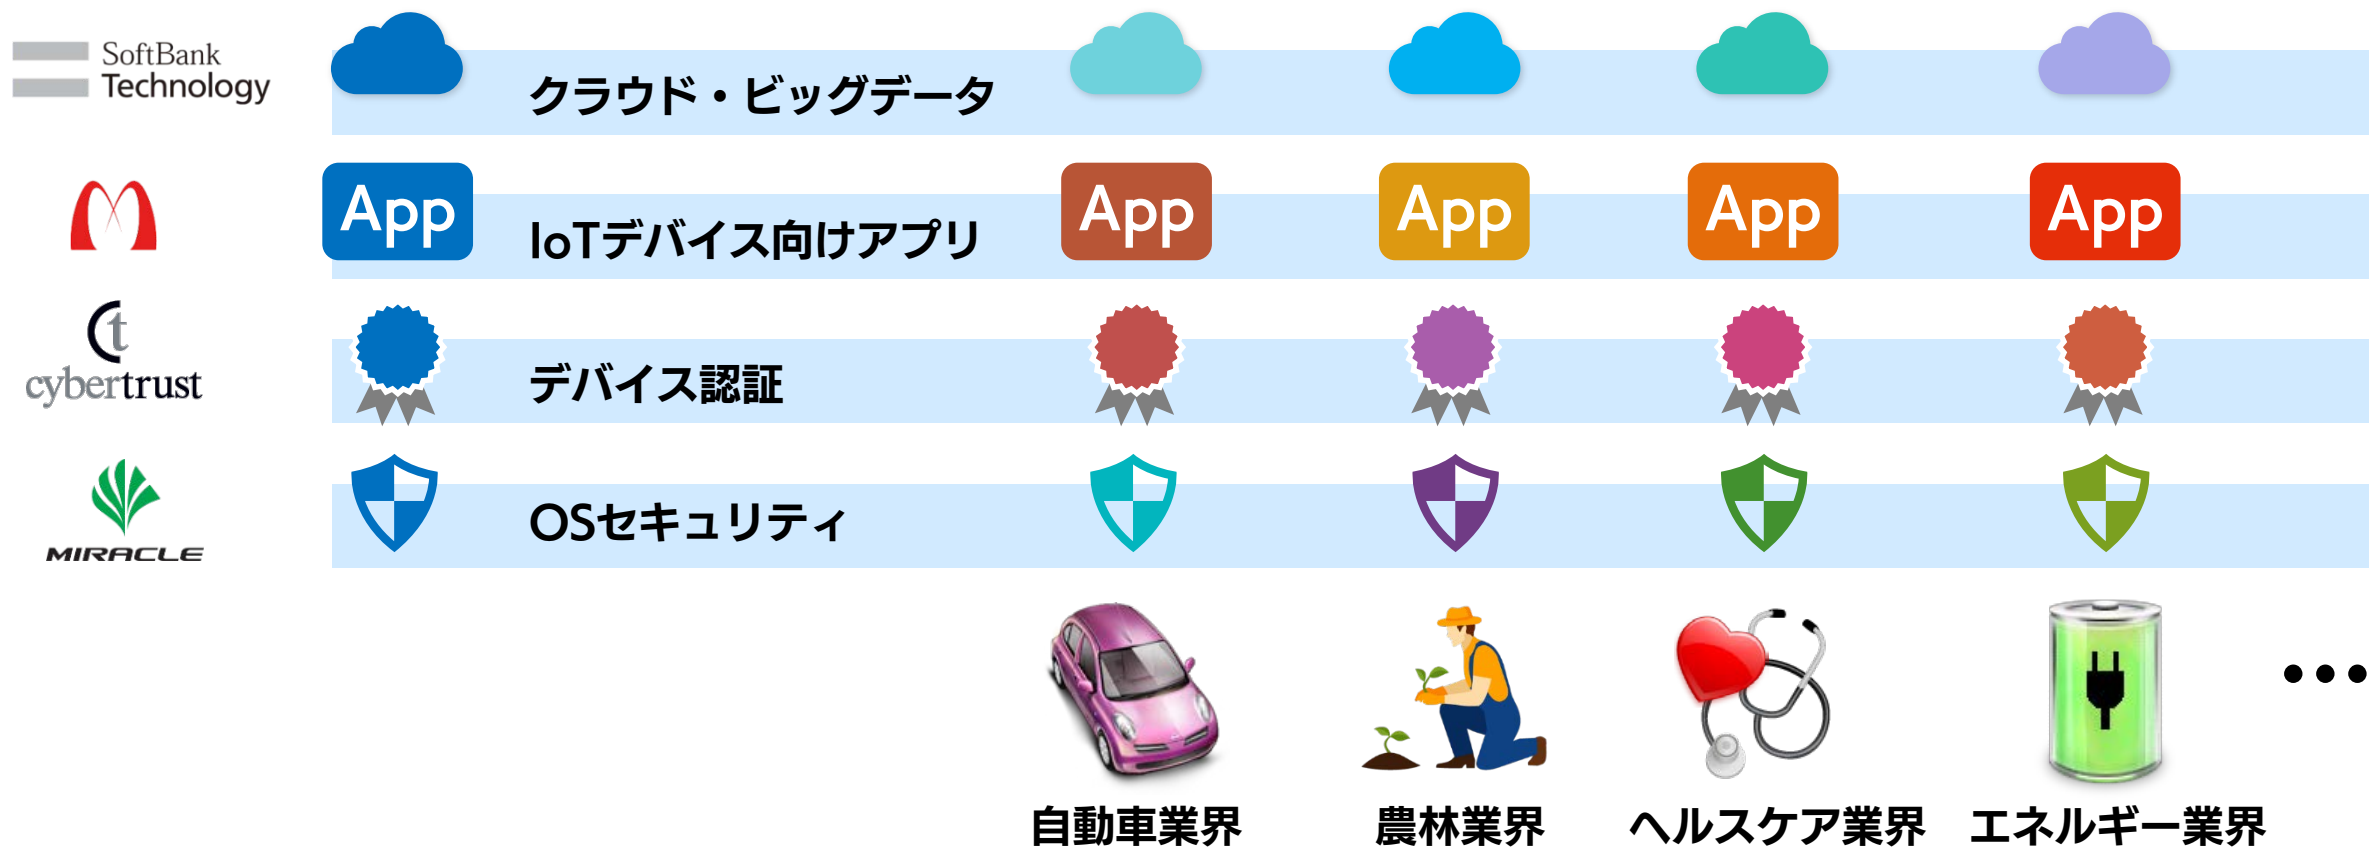 SoftBank
Technology
クラウド・ビッグデータ
App
IoTデバイス向けアプリ
App
App
App
App
cybertrust
デバイス認証
MIRACLE
OSセキュリティ
自動車業界
農林業界
ヘルスケア業界
エネルギー業界
•••